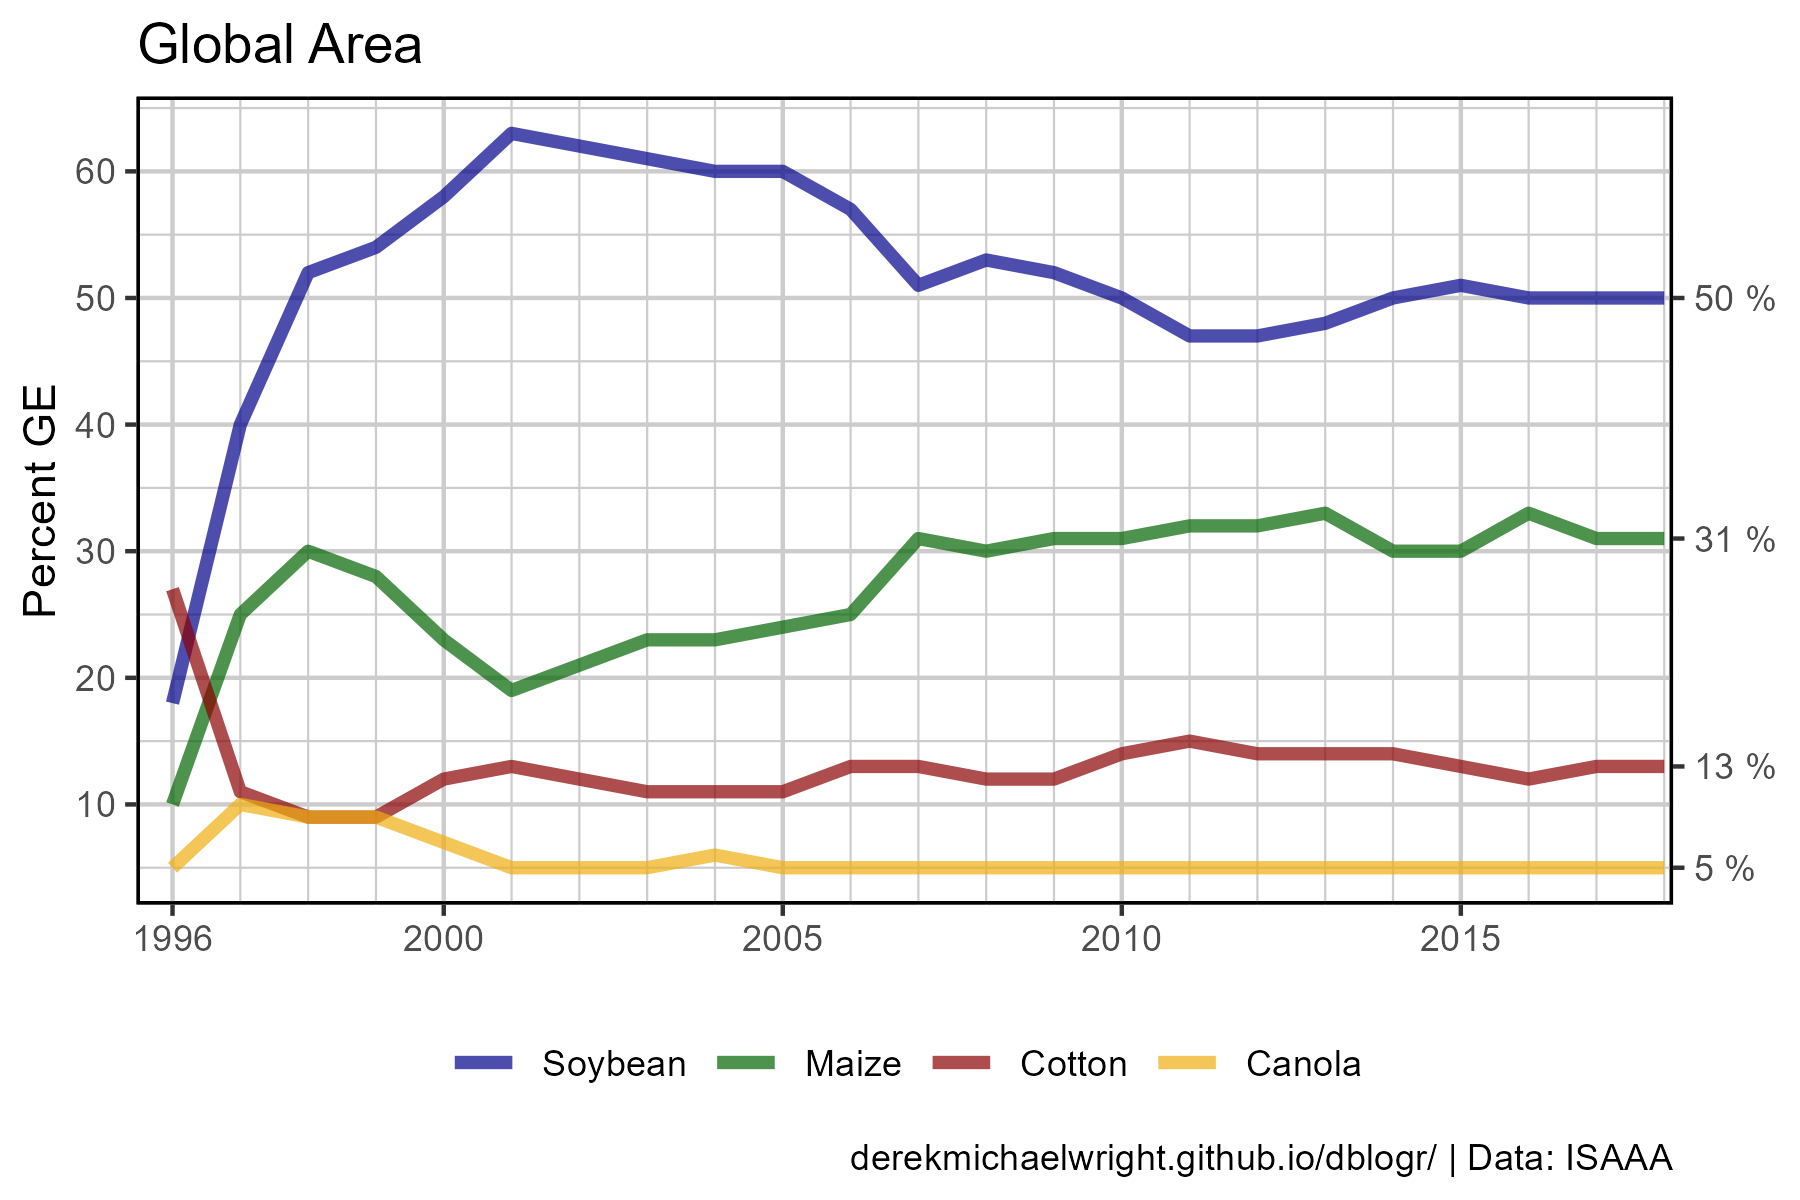 Global Area
Percent GE
60
50
40
30
20
10
50 %
31 %
13 %
5 %
1996 2000 2005 2010 2015
Soybean Maize Cotton Canola
derekmichaelwright.github.io/dblogr/ | Data: ISAAA